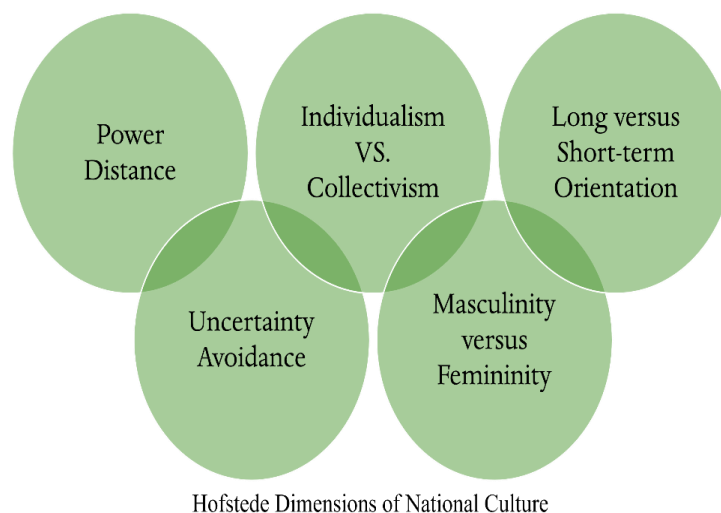 Power
Distance
Individualism
VS.
Collectivism
Long versus
Short-term
Orientation
Uncertainty
Avoidance
Masculinity
versus
Femininity
Hofstede Dimensions of National Culture